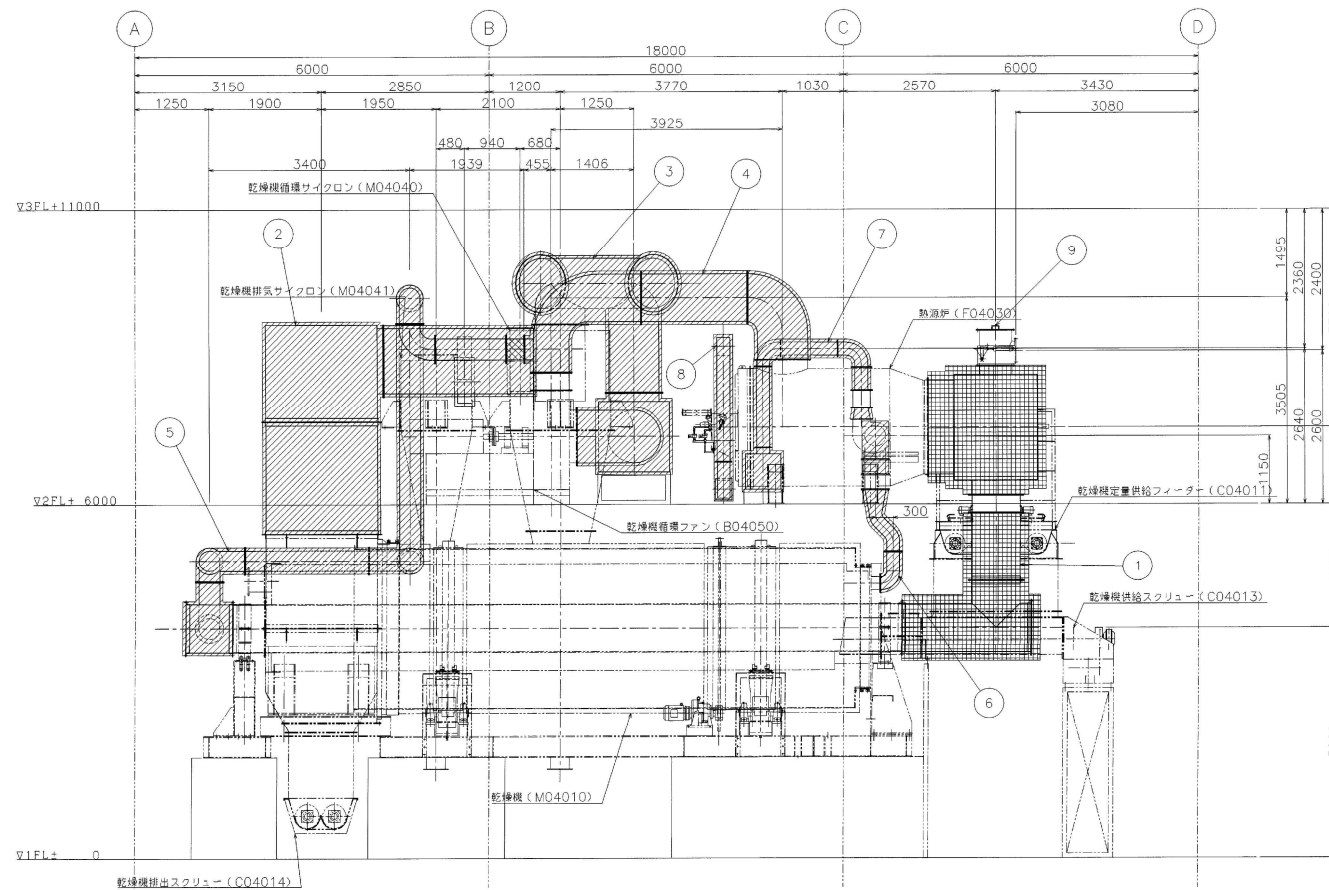 A B C D
18000
6000 6000 6000
3150 2850 1200 3770 1030 2570 3430
1250 1900 1950 2100 1250 3080
3925
480 940 680
3400 1939 455 1406
3 4
乾燥機循環サイクロン(M04040)
▽3FL+11000
2 7 9
1495 2360 2400
乾燥機排気サイクロン(M04041)
熱源炉(F04030)
8
3505 2640 2600
5
1150
乾燥機定量供給フィーダー(C04011)
▽2FL+ 6000
300
乾燥機循環ファン(B04050)
1
乾燥機供給スクリュー(C04013)
6
乾燥機(M04010)
▽1FL± 0
乾燥機排出スクリュー(C04014)